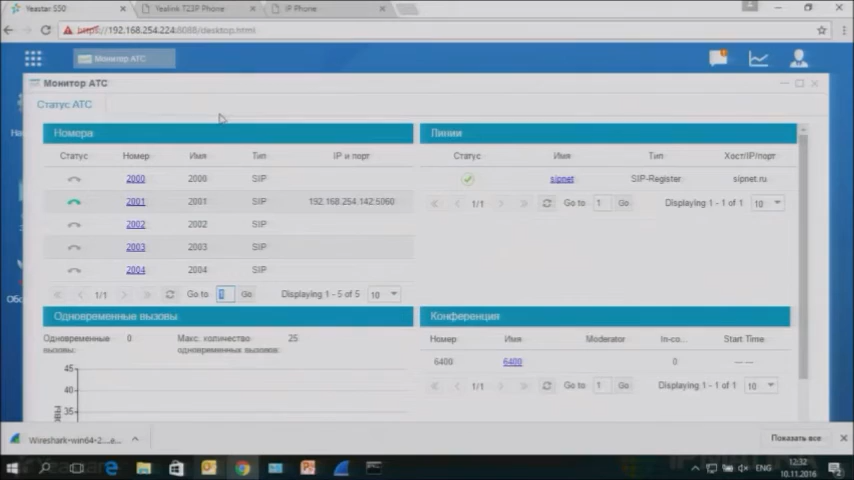 Yeastar S50
Yealink T23P Phone
IP Phone
https://192.168.254.224:8088/desktop.html
Монитор АТС
Монитор АТС
Статус АТС
Номера
Статус Номер Имя Тип IP и порт
2000 2000 SIP
2001 2001 SIP 192.168.254.142:5060
2002 2002 SIP
2003 2003 SIP
2004 2004 SIP
1/1 Go to 1 Go Displaying 1 - 5 of 5 10
Линии
Статус Имя Тип Хост/IP/порт
sipnet SIP-Register sipnet.ru
1/1 Go to 1 Go Displaying 1 - 1 of 1 10
Одновременные вызовы
Одновременные вызовы: 0 Макс. количество одновременных вызовов: 25
45
40
35
Конференция
Номер Имя Moderator In-co... Start Time
6400 6400 0 --- ---
1/1 Go to 1 Go Displaying 1 - 1 of 1 10
Wireshark-win64-2....e...
Показать все
ENG
12:32
10.11.2016